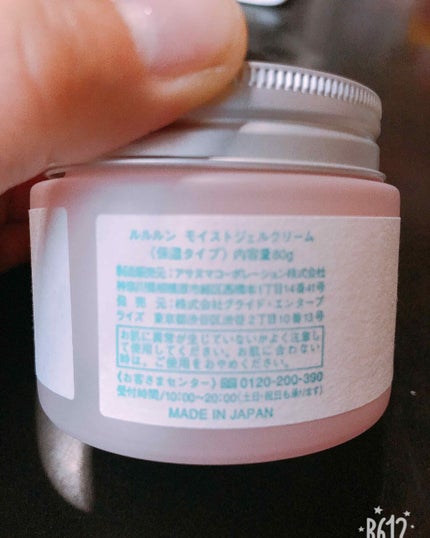 ルルルン モイストジェルクリーム
(保湿タイプ) 内容量80g
製造販売元:アサヌマコーポレーション株式会社
神奈川県相模原市緑区西橋本1丁目14番41号
発 売 元:株式会社グライド・エンタープ
ライズ 東京都渋谷区渋谷2丁目10番13号
お肌に異常が生じていないかよく注意し
て使用してください。お肌に合わない
時は、ご使用をおやめください。
《お客さまセンター》 0120-200-390
受付時間/10:00~20:00(土日・祝日も承ります)
MADE IN JAPAN
B612